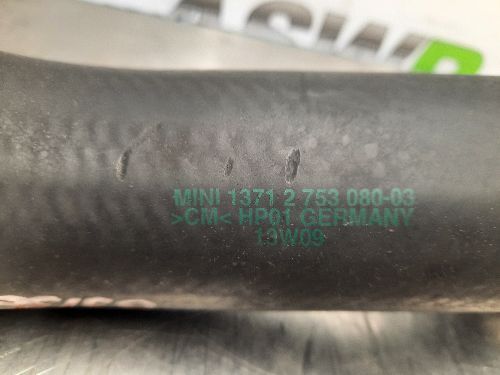 MINI 1371 2 753 080-03
>CM< HP01 GERMANY
13W09